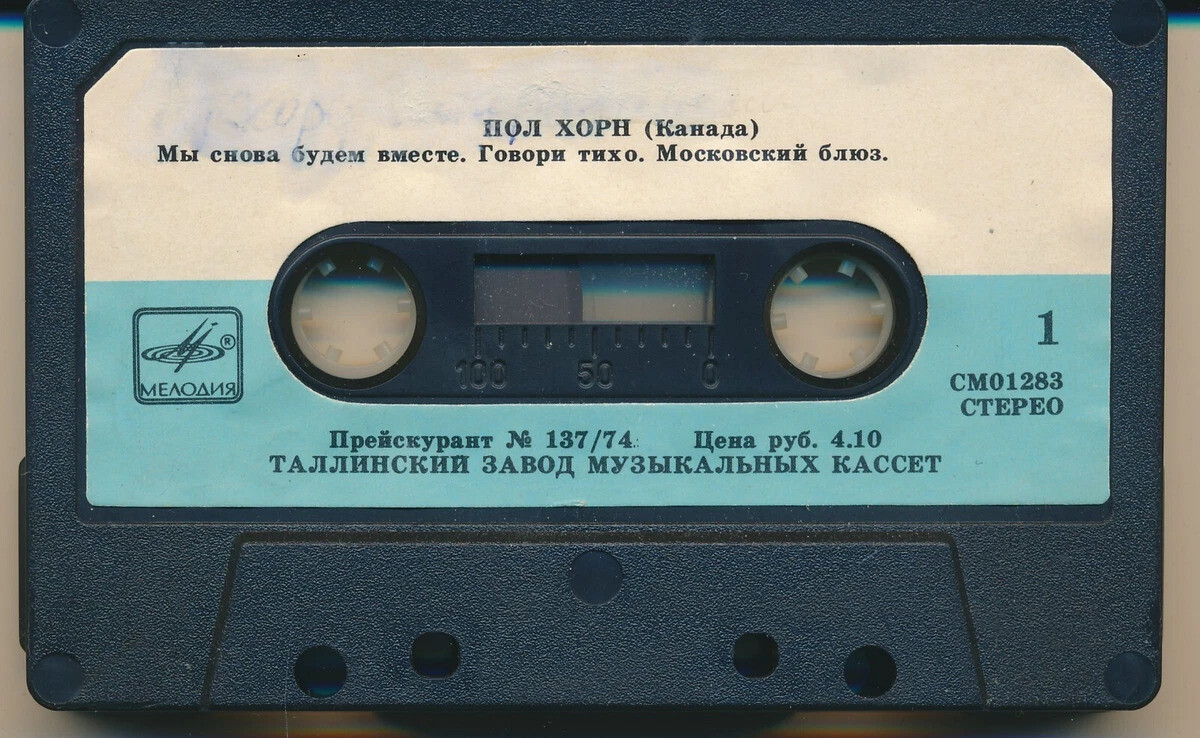 ПОЛ ХОРН (Канада)
Мы снова будем вместе. Говори тихо. Московский блюз.
® МЕЛОДИЯ
100 50 0
1
СМ01283
СТЕРЕО
Прейскурант № 137/74 Цена руб. 4.10
ТАЛЛИНСКИЙ ЗАВОД МУЗЫКАЛЬНЫХ КАССЕТ